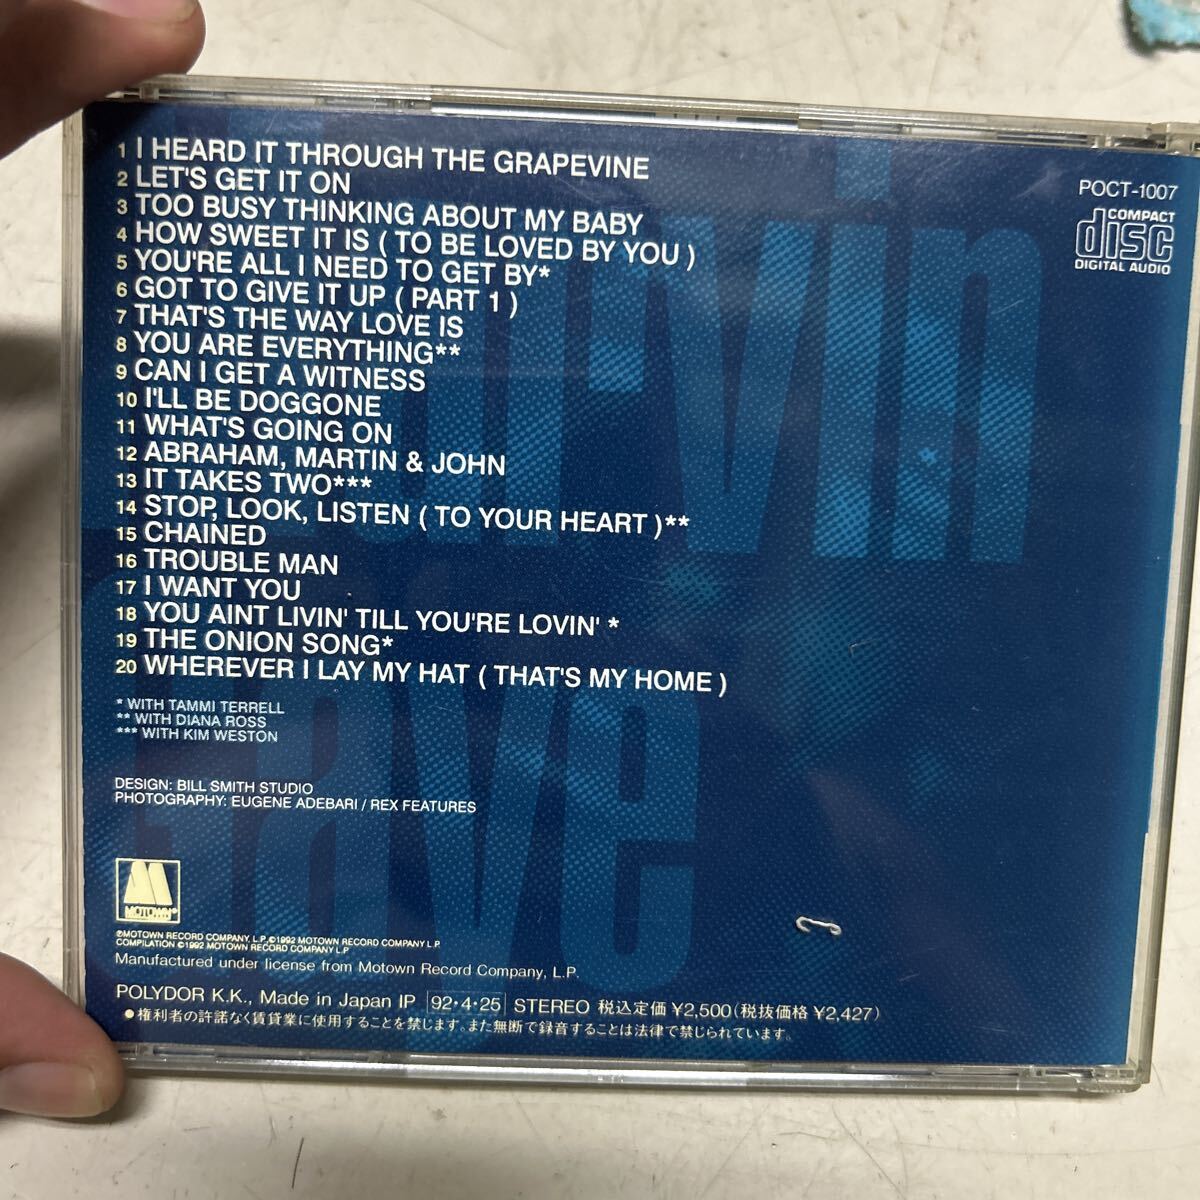 1 I HEARD IT THROUGH THE GRAPEVINE
2 LET'S GET IT ON
3 TOO BUSY THINKING ABOUT MY BABY
4 HOW SWEET IT IS ( TO BE LOVED BY YOU )
5 YOU'RE ALL I NEED TO GET BY*
6 GOT TO GIVE IT UP ( PART 1 )
7 THAT'S THE WAY LOVE IS
8 YOU ARE EVERYTHING**
9 CAN I GET A WITNESS
10 I'LL BE DOGGONE
11 WHAT'S GOING ON
12 ABRAHAM, MARTIN & JOHN
13 IT TAKES TWO***
14 STOP, LOOK, LISTEN ( TO YOUR HEART )**
15 CHAINED
16 TROUBLE MAN
17 I WANT YOU
18 YOU AINT LIVIN' TILL YOU'RE LOVIN' *
19 THE ONION SONG*
20 WHEREVER I LAY MY HAT ( THAT'S MY HOME )
* WITH TAMMI TERRELL
** WITH DIANA ROSS
*** WITH KIM WESTON
DESIGN: BILL SMITH STUDIO
PHOTOGRAPHY: EUGENE ADEBARI / REX FEATURES
POCT-1007
COMPACT
disc
DIGITAL AUDIO
Marvin
Gaye
MOTOWN
℗MOTOWN RECORD COMPANY, L.P. ©1992 MOTOWN RECORD COMPANY L.P.
COMPILATION ©1992 MOTOWN RECORD COMPANY L.P.
Manufactured under license from Motown Record Company, L.P.
POLYDOR K.K., Made in Japan IP 92・4・25 STEREO 税込定価 ¥2,500(税抜価格 ¥2,427)
●権利者の許諾なく賃貸業に使用することを禁じます。また無断で録音することは法律で禁じられています。